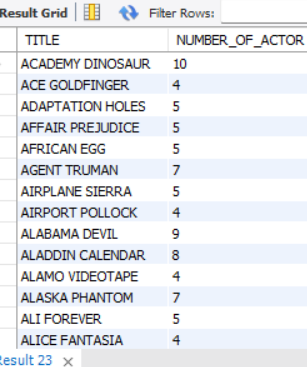 Result Grid Filter Rows:
TITLE NUMBER_OF_ACTOR
ACADEMY DINOSAUR 10
ACE GOLDFINGER 4
ADAPTATION HOLES 5
AFFAIR PREJUDICE 5
AFRICAN EGG 5
AGENT TRUMAN 7
AIRPLANE SIERRA 5
AIRPORT POLLOCK 4
ALABAMA DEVIL 9
ALADDIN CALENDAR 8
ALAMO VIDEOTAPE 4
ALASKA PHANTOM 7
ALI FOREVER 5
ALICE FANTASIA 4
Result 23 ×